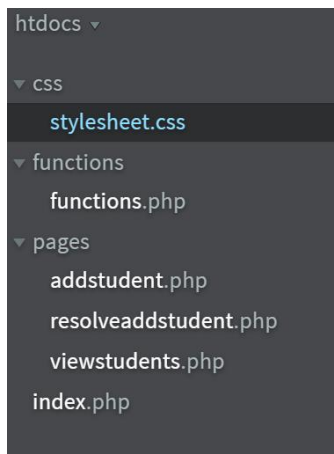 htdocs
css
stylesheet.css
functions
functions.php
pages
addstudent.php
resolveaddstudent.php
viewstudents.php
index.php